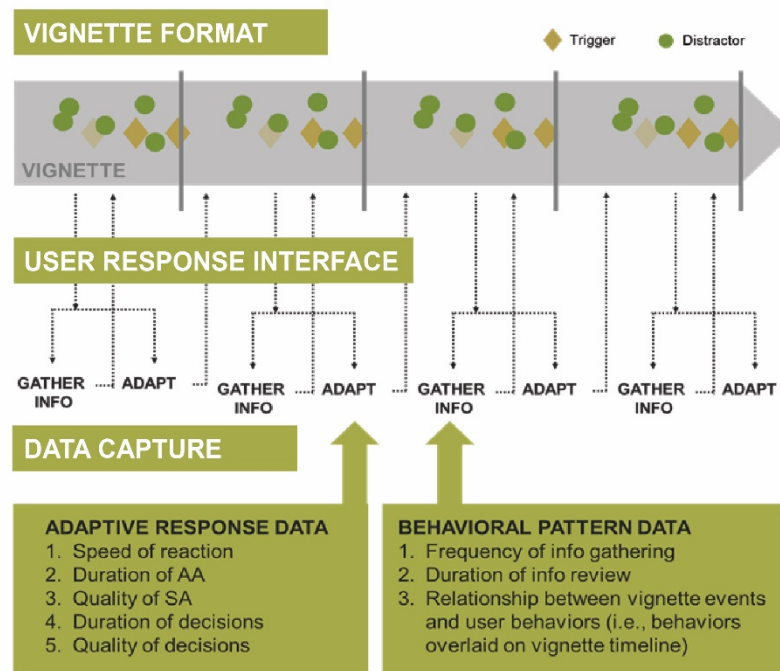 VIGNETTE FORMAT
Trigger
Distractor
VIGNETTE
USER RESPONSE INTERFACE
GATHER
INFO
ADAPT
GATHER
INFO
ADAPT
GATHER
INFO
ADAPT
GATHER
INFO
ADAPT
DATA CAPTURE
ADAPTIVE RESPONSE DATA
1. Speed of reaction
2. Duration of AA
3. Quality of SA
4. Duration of decisions
5. Quality of decisions
BEHAVIORAL PATTERN DATA
1. Frequency of info gathering
2. Duration of info review
3. Relationship between vignette events
and user behaviors (i.e., behaviors
overlaid on vignette timeline)